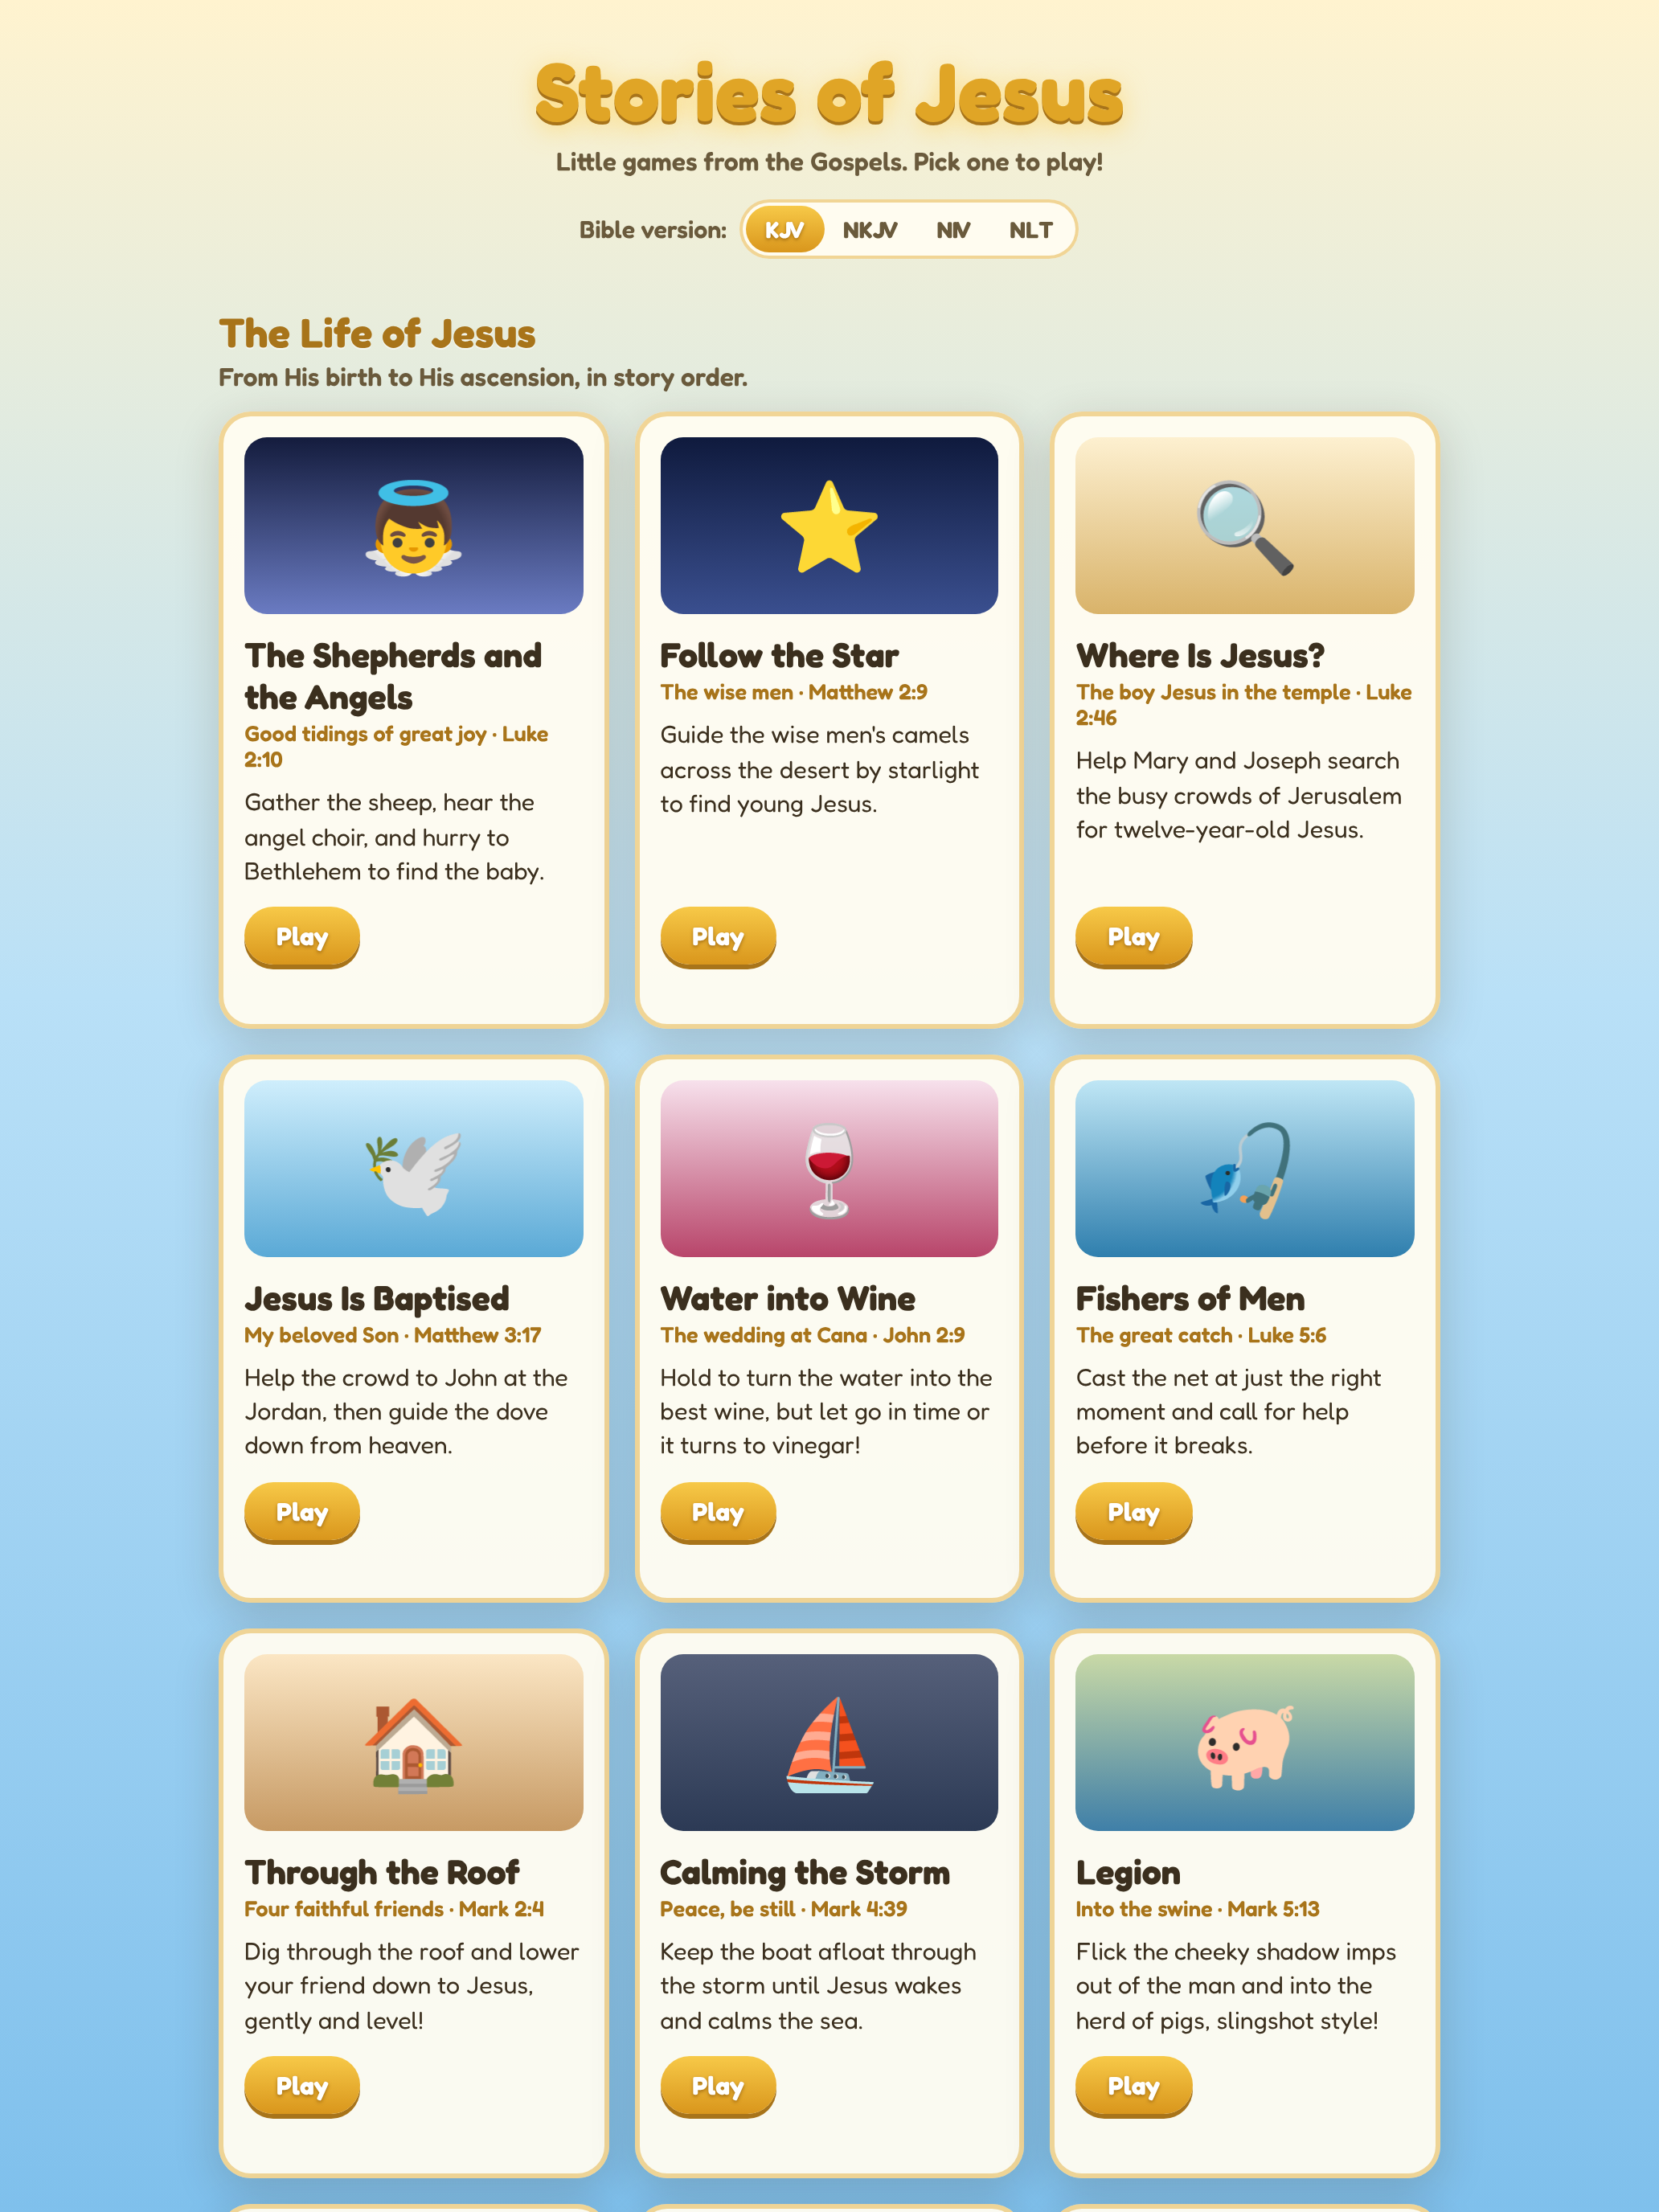 Stories of Jesus
Little games from the Gospels. Pick one to play!
Bible version: KJV NKJV NIV NLT
The Life of Jesus
From His birth to His ascension, in story order.
The Shepherds and
the Angels
Good tidings of great joy · Luke
2:10
Gather the sheep, hear the
angel choir, and hurry to
Bethlehem to find the baby.
Play
Follow the Star
The wise men · Matthew 2:9
Guide the wise men's camels
across the desert by starlight
to find young Jesus.
Play
Where Is Jesus?
The boy Jesus in the temple · Luke
2:46
Help Mary and Joseph search
the busy crowds of Jerusalem
for twelve-year-old Jesus.
Play
Jesus Is Baptised
My beloved Son · Matthew 3:17
Help the crowd to John at the
Jordan, then guide the dove
down from heaven.
Play
Water into Wine
The wedding at Cana · John 2:9
Hold to turn the water into the
best wine, but let go in time or
it turns to vinegar!
Play
Fishers of Men
The great catch · Luke 5:6
Cast the net at just the right
moment and call for help
before it breaks.
Play
Through the Roof
Four faithful friends · Mark 2:4
Dig through the roof and lower
your friend down to Jesus,
gently and level!
Play
Calming the Storm
Peace, be still · Mark 4:39
Keep the boat afloat through
the storm until Jesus wakes
and calms the sea.
Play
Legion
Into the swine · Mark 5:13
Flick the cheeky shadow imps
out of the man and into the
herd of pigs, slingshot style!
Play